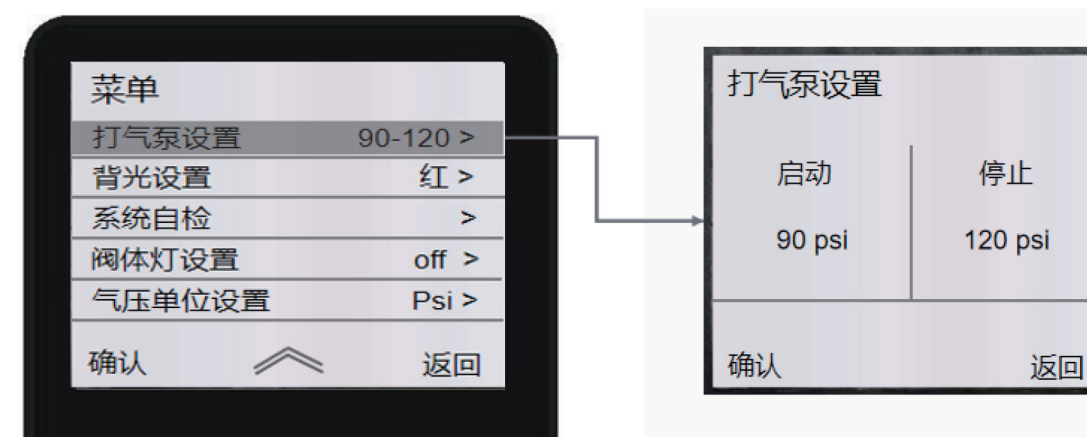 菜单
打气泵设置 90-120 >
背光设置 红 >
系统自检 >
阀体灯设置 off >
气压单位设置 Psi >
确认 返回
打气泵设置
启动 停止
90 psi 120 psi
确认 返回